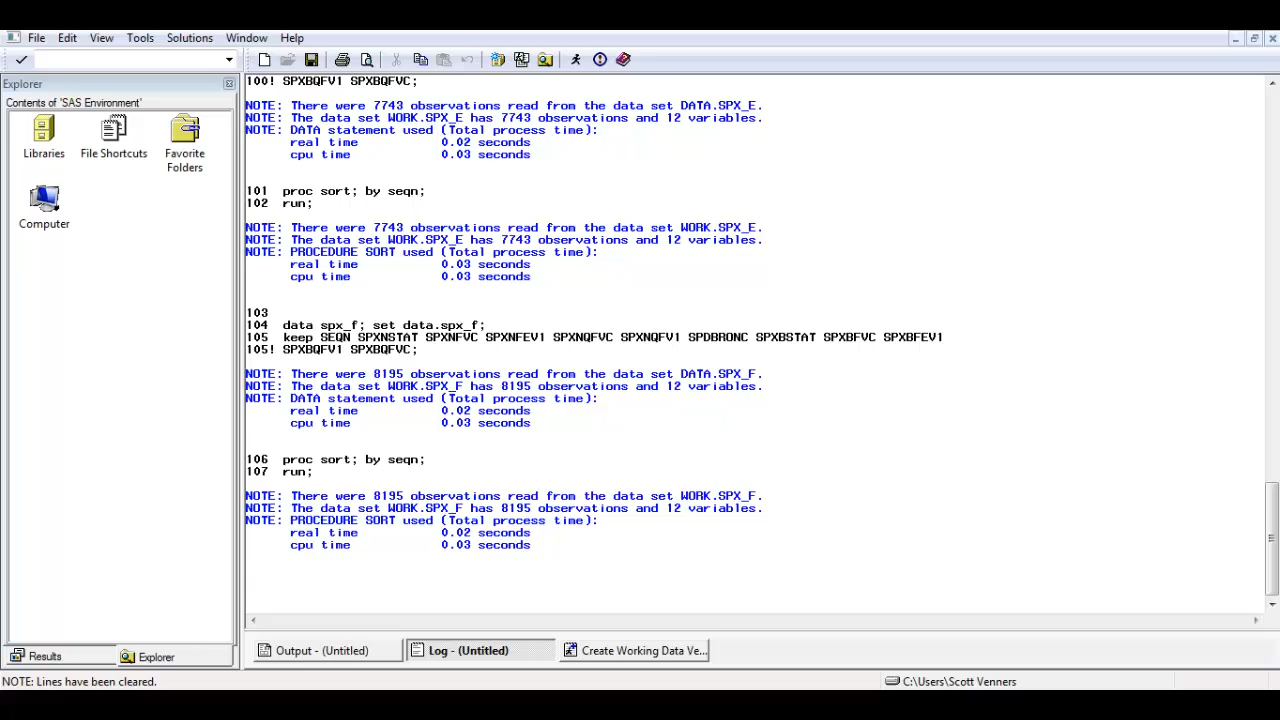 File Edit View Tools Solutions Window Help
Explorer
Contents of 'SAS Environment'
Libraries
File Shortcuts
Favorite
Folders
Computer
100! SPXBQFV1 SPXBQFVC;
NOTE: There were 7743 observations read from the data set DATA.SPX_E.
NOTE: The data set WORK.SPX_E has 7743 observations and 12 variables.
NOTE: DATA statement used (Total process time):
real time 0.02 seconds
cpu time 0.03 seconds
101 proc sort; by seqn;
102 run;
NOTE: There were 7743 observations read from the data set WORK.SPX_E.
NOTE: The data set WORK.SPX_E has 7743 observations and 12 variables.
NOTE: PROCEDURE SORT used (Total process time):
real time 0.03 seconds
cpu time 0.03 seconds
103
104 data spx_f; set data.spx_f;
105 keep SEQN SPXNSTAT SPXNFVC SPXNFEV1 SPXNQFVC SPXNQFV1 SPDBRONC SPXBSTAT SPXBFVC SPXBFEV1
105! SPXBQFV1 SPXBQFVC;
NOTE: There were 8195 observations read from the data set DATA.SPX_F.
NOTE: The data set WORK.SPX_F has 8195 observations and 12 variables.
NOTE: DATA statement used (Total process time):
real time 0.02 seconds
cpu time 0.03 seconds
106 proc sort; by seqn;
107 run;
NOTE: There were 8195 observations read from the data set WORK.SPX_F.
NOTE: The data set WORK.SPX_F has 8195 observations and 12 variables.
NOTE: PROCEDURE SORT used (Total process time):
real time 0.02 seconds
cpu time 0.03 seconds
Results
Explorer
Output - (Untitled)
Log - (Untitled)
Create Working Data Ve...
NOTE: Lines have been cleared.
C:\Users\Scott Venners